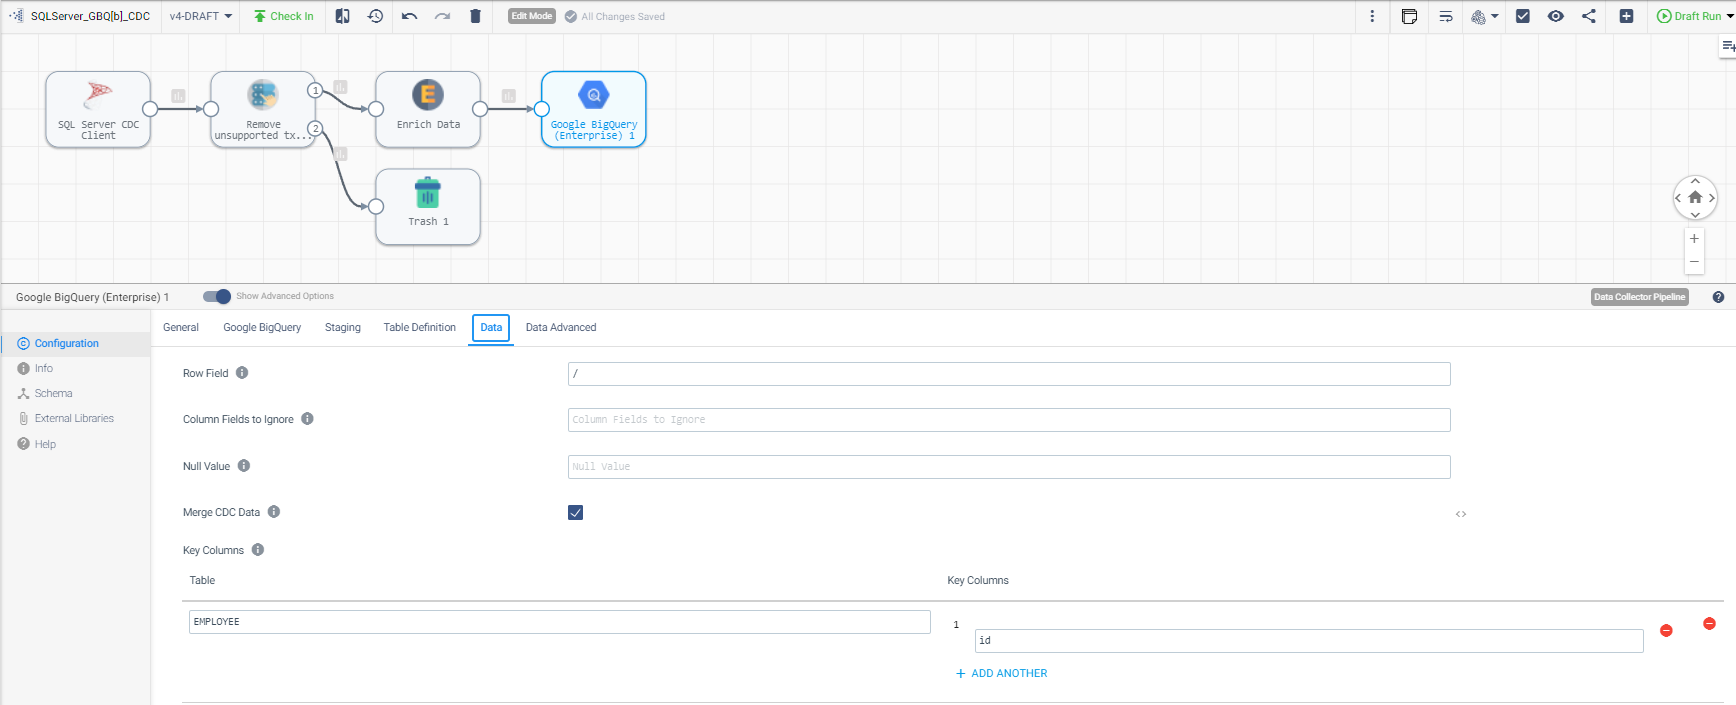 SQLServer_GBQ[b]_CDC v4-DRAFT Check In Edit Mode All Changes Saved Draft Run
SQL Server CDC
Client
Remove
unsupported tx...
1
2
Enrich Data
Google BigQuery
(Enterprise) 1
Trash 1
Google BigQuery (Enterprise) 1 Show Advanced Options Data Collector Pipeline
Configuration
Info
Schema
External Libraries
Help
General Google BigQuery Staging Table Definition Data Data Advanced
Row Field /
Column Fields to Ignore Column Fields to Ignore
Null Value Null Value
Merge CDC Data
Key Columns
Table Key Columns
EMPLOYEE 1
id
+ ADD ANOTHER